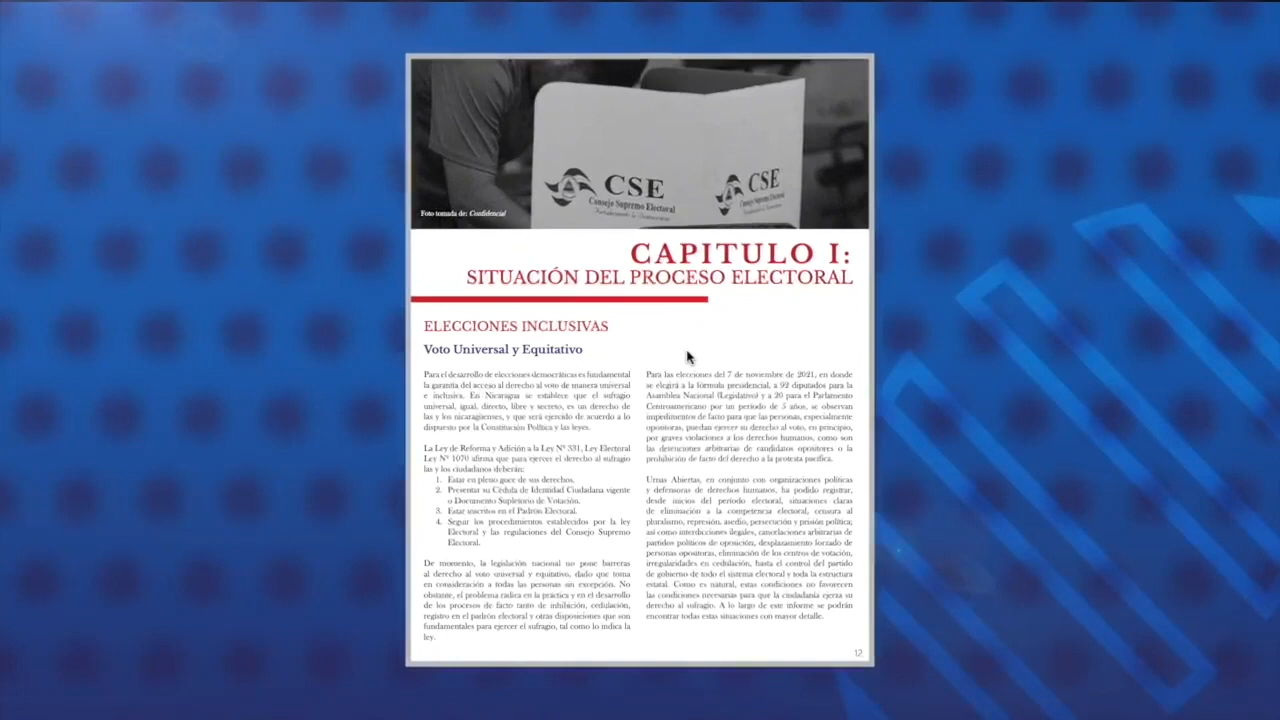 CSE
Consejo Supremo Electoral
CSE
Consejo Supremo Electoral
Foto tomada de: Confidencial
CAPITULO I:
SITUACIÓN DEL PROCESO ELECTORAL
ELECCIONES INCLUSIVAS
Voto Universal y Equitativo
Para el desarrollo de elecciones democráticas es fundamental
la garantía del acceso al derecho al voto de manera universal
e inclusiva. En Nicaragua se establece que el sufragio
universal, igual, directo, libre y secreto, es un derecho de
las y los nicaragüenses, y que será ejercido de acuerdo a lo
dispuesto por la Constitución Política y las leyes.
La Ley de Reforma y Adición a la Ley Nº 331, Ley Electoral
Ley Nº 1070 afirma que para ejercer el derecho al sufragio
las y los ciudadanos deberán:
1. Estar en pleno goce de sus derechos.
2. Presentar su Cédula de Identidad Ciudadana vigente
o Documento Supletorio de Votación.
3. Estar inscritos en el Padrón Electoral.
4. Seguir los procedimientos establecidos por la ley
Electoral y las regulaciones del Consejo Supremo
Electoral.
De momento, la legislación nacional no pone barreras
al derecho al voto universal y equitativo, dado que toma
en consideración a todas las personas sin excepción. No
obstante, el problema radica en la práctica y en el desarrollo
de los procesos de facto tanto de inhibición, cedulación,
registro en el padrón electoral y otras disposiciones que son
fundamentales para ejercer el sufragio, tal como lo indica la
ley.
Para las elecciones del 7 de noviembre de 2021, en donde
se elegirá a la fórmula presidencial, a 92 diputados para la
Asamblea Nacional (Legislativo) y a 20 para el Parlamento
Centroamericano por un período de 5 años, se observan
impedimentos de facto para que las personas, especialmente
opositoras, puedan ejercer su derecho al voto, en principio,
por graves violaciones a los derechos humanos, como son
las detenciones arbitrarias de candidatos opositores o la
prohibición de facto del derecho a la protesta pacífica.
Urnas Abiertas, en conjunto con organizaciones políticas
y defensoras de derechos humanos, ha podido registrar,
desde inicios del período electoral, situaciones claras
de eliminación a la competencia electoral, censura al
pluralismo, represión, asedio, persecución y prisión política;
así como interdicciones ilegales, cancelaciones arbitrarias de
partidos políticos de oposición, desplazamiento forzado de
personas opositoras, eliminación de los centros de votación,
irregularidades en cedulación, hasta el control del partido
de gobierno de todo el sistema electoral y toda la estructura
estatal. Como es natural, estas condiciones no favorecen
las condiciones necesarias para que la ciudadanía ejerza su
derecho al sufragio. A lo largo de este informe se podrán
encontrar todas estas situaciones con mayor detalle.
12